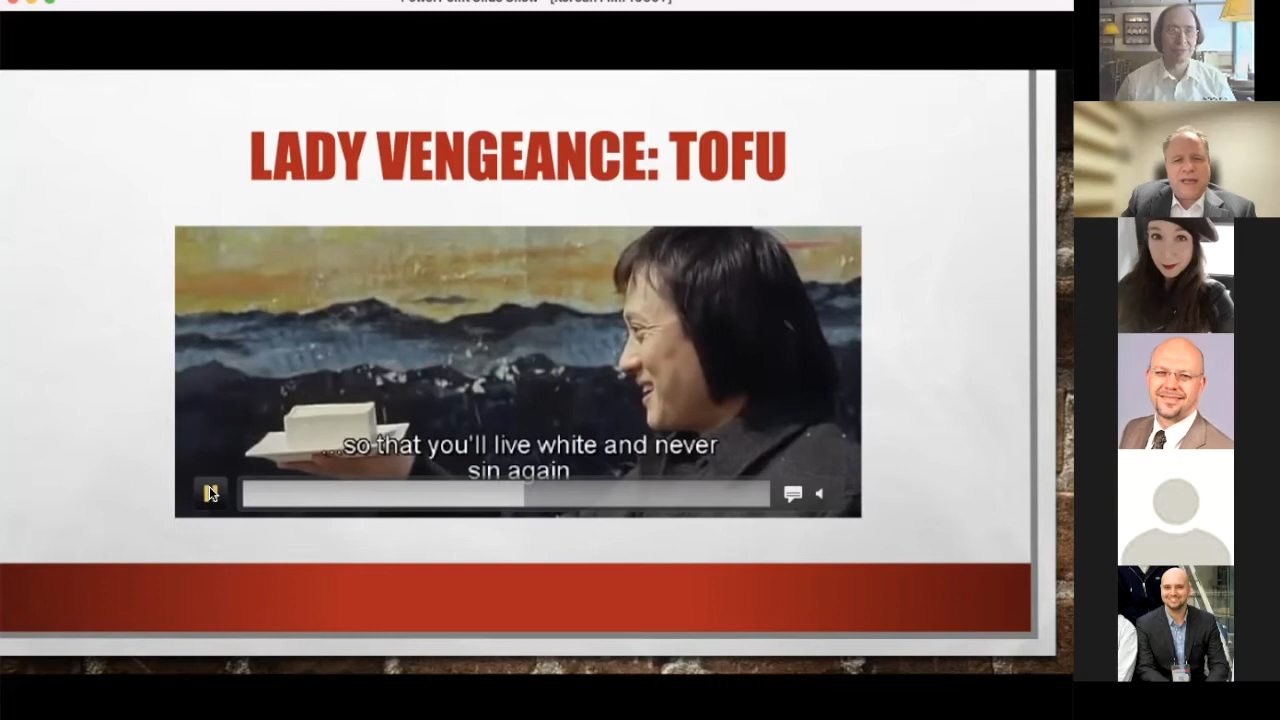 LADY VENGEANCE: TOFU
...so that you'll live white and never
sin again